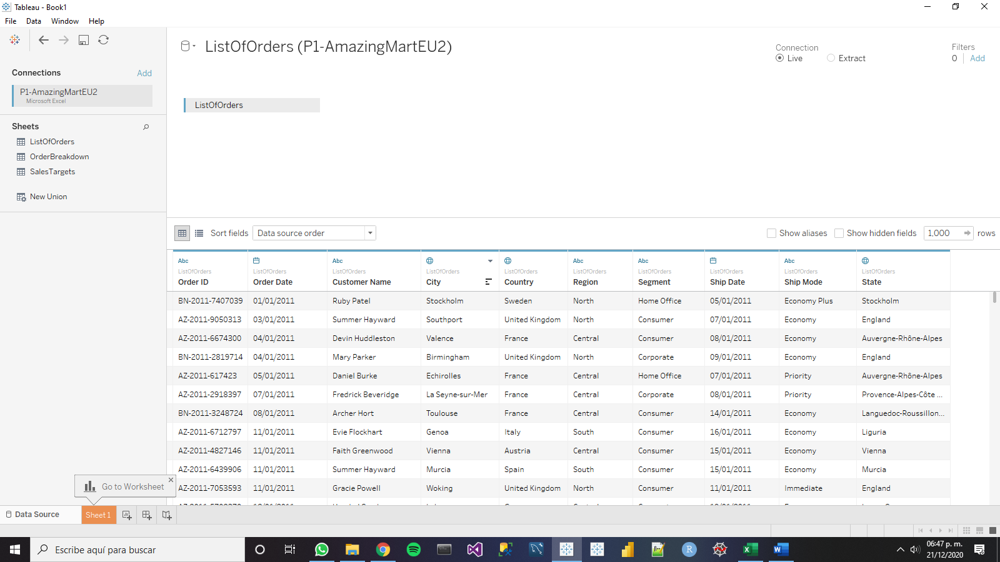 Tableau - Book1
File Data Window Help
Connections Add
P1-AmazingMartEU2
Microsoft Excel
Sheets
ListOfOrders
OrderBreakdown
SalesTargets
New Union
ListOfOrders (P1-AmazingMartEU2)
Connection
Live Extract
Filters
0 Add
ListOfOrders
Sort fields Data source order Show aliases Show hidden fields 1,000 rows
Abc Abc Abc Abc Abc
ListOfOrders ListOfOrders ListOfOrders ListOfOrders ListOfOrders ListOfOrders ListOfOrders ListOfOrders ListOfOrders ListOfOrders
Order ID Order Date Customer Name City Country Region Segment Ship Date Ship Mode State
BN-2011-7407039 01/01/2011 Ruby Patel Stockholm Sweden North Home Office 05/01/2011 Economy Plus Stockholm
AZ-2011-9050313 03/01/2011 Summer Hayward Southport United Kingdom North Consumer 07/01/2011 Economy England
AZ-2011-6674300 04/01/2011 Devin Huddleston Valence France Central Consumer 08/01/2011 Economy Auvergne-Rhône-Alpes
BN-2011-2819714 04/01/2011 Mary Parker Birmingham United Kingdom North Corporate 09/01/2011 Economy England
AZ-2011-617423 05/01/2011 Daniel Burke Echirolles France Central Home Office 07/01/2011 Priority Auvergne-Rhône-Alpes
AZ-2011-2918397 07/01/2011 Fredrick Beveridge La Seyne-sur-Mer France Central Corporate 08/01/2011 Priority Provence-Alpes-Côte ...
BN-2011-3248724 08/01/2011 Archer Hort Toulouse France Central Consumer 14/01/2011 Economy Languedoc-Roussillon...
AZ-2011-6712797 11/01/2011 Evie Flockhart Genoa Italy South Consumer 16/01/2011 Economy Liguria
AZ-2011-4827146 11/01/2011 Faith Greenwood Vienna Austria Central Consumer 15/01/2011 Economy Vienna
AZ-2011-6439906 11/01/2011 Summer Hayward Murcia Spain South Consumer 15/01/2011 Economy Murcia
AZ-2011-7053593 11/01/2011 Gracie Powell Woking United Kingdom North Consumer 11/01/2011 Immediate England
Go to Worksheet
Data Source Sheet 1
Escribe aquí para buscar
06:47 p. m.
21/12/2020